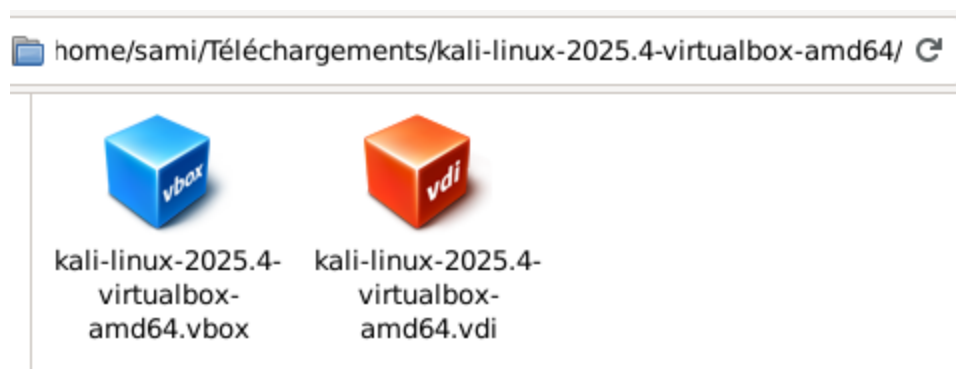 home/sami/Téléchargements/kali-linux-2025.4-virtualbox-amd64/
vbox
vdi
kali-linux-2025.4-
virtualbox-
amd64.vbox
kali-linux-2025.4-
virtualbox-
amd64.vdi